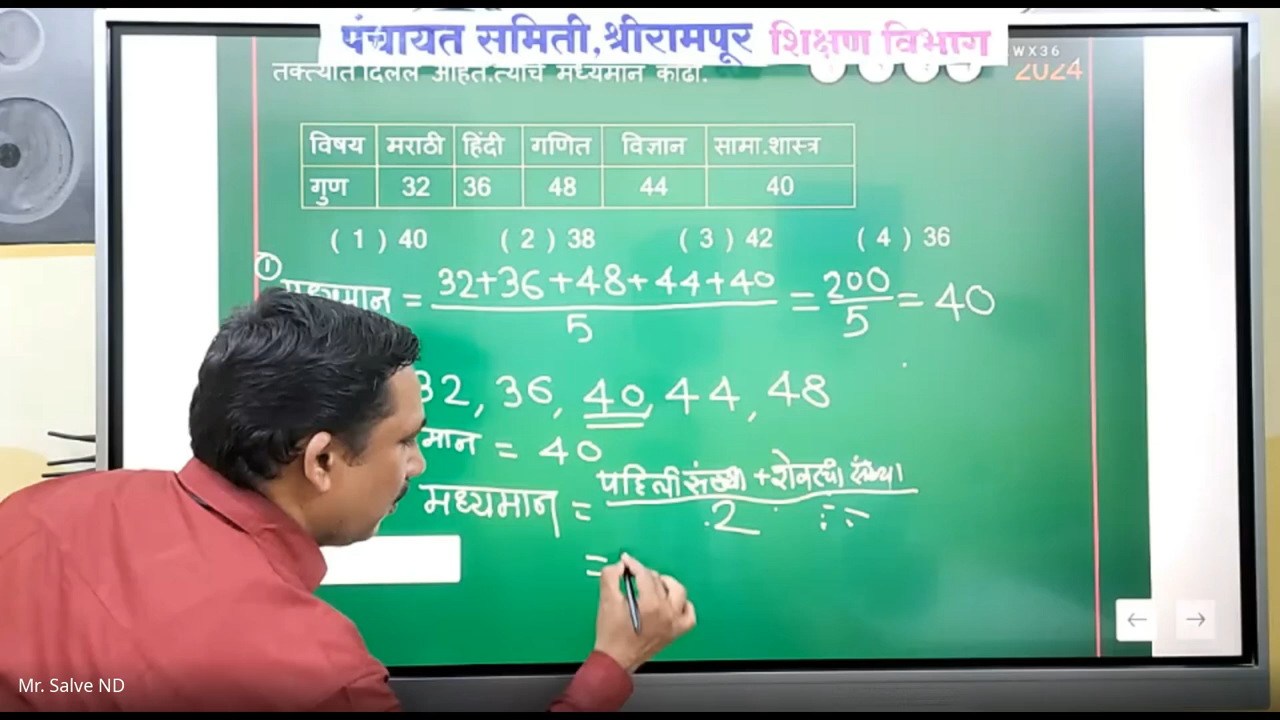 पंचायत समिती,श्रीरामपूर शिक्षण विभाग
WX36
तक्त्यात दिलेले आहेत.त्यांचे मध्यमान काढा.
2024
विषय मराठी हिंदी गणित विज्ञान सामा.शास्त्र
गुण 32 36 48 44 40
( 1 ) 40 ( 2 ) 38 ( 3 ) 42 ( 4 ) 36
① मध्यमान = 32+36+48+44+40 / 5 = 200 / 5 = 40
32, 36, 40, 44, 48
मान = 40
मध्यमान = पहिली संख्या + शेवटची संख्या / 2
=
Mr. Salve ND